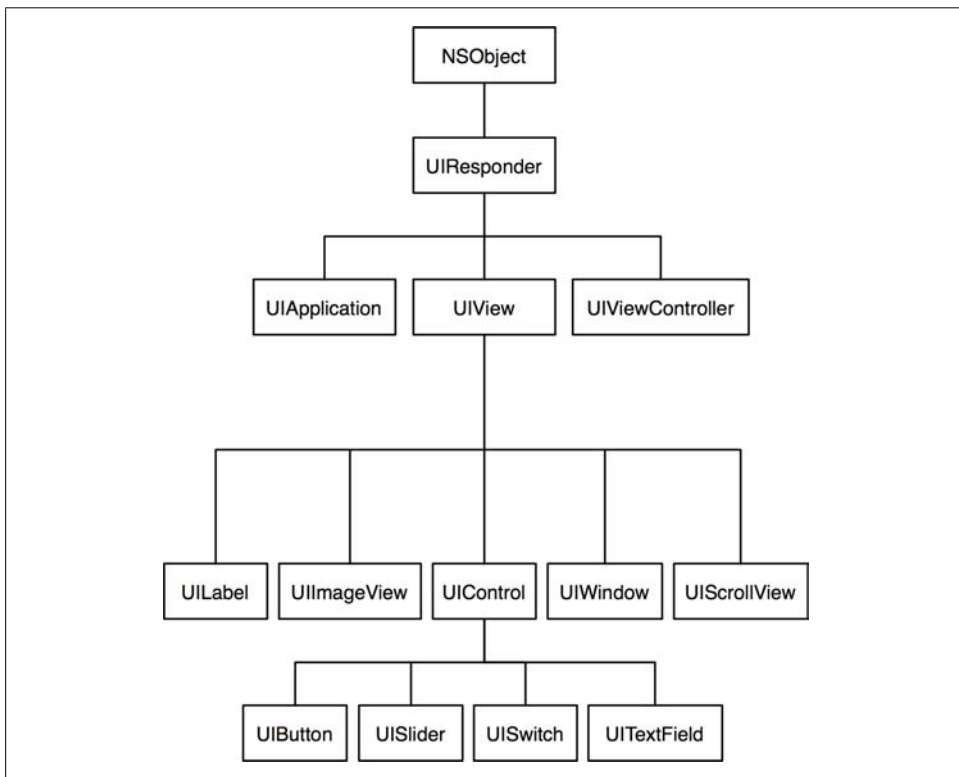 NSObject
UIResponder
UIApplication
UIView
UIViewController
UILabel
UIImageView
UIControl
UIWindow
UIScrollView
UIButton
UISlider
UISwitch
UITextField